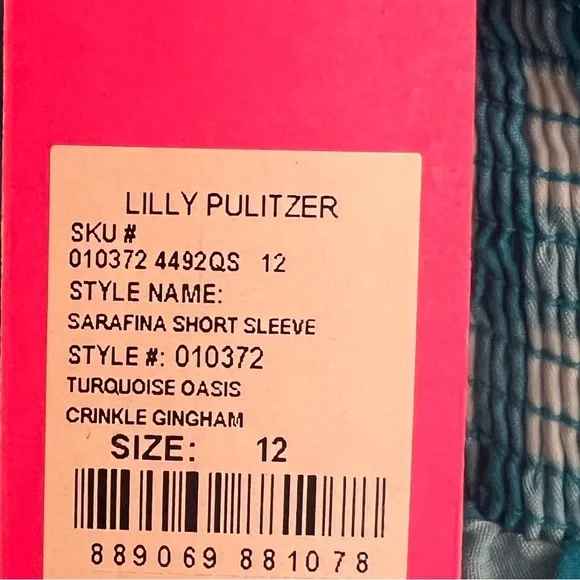 LILLY PULITZER
SKU #
010372 4492QS 12
STYLE NAME:
SARAFINA SHORT SLEEVE
STYLE #: 010372
TURQUOISE OASIS
CRINKLE GINGHAM
SIZE: 12
889069 881078